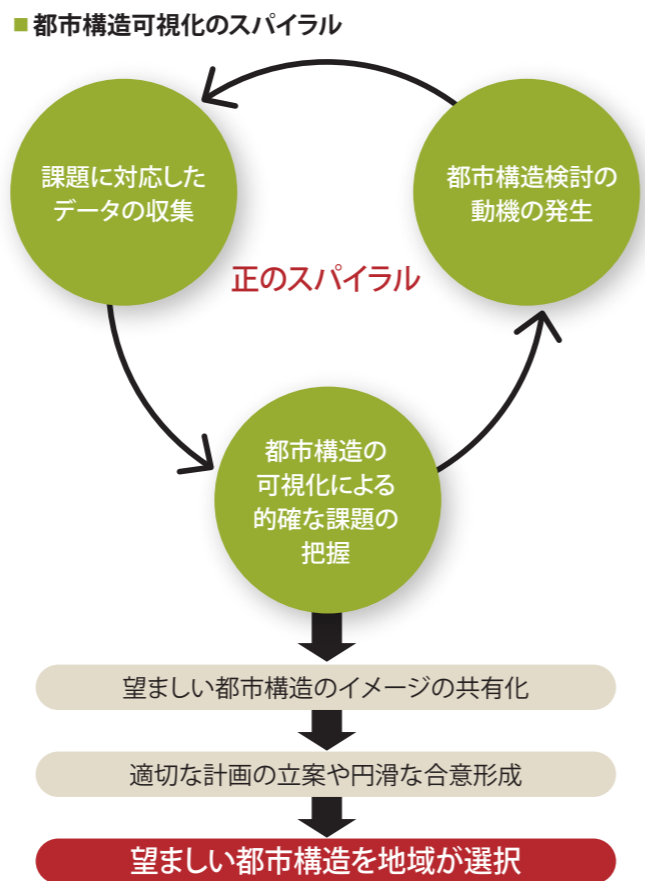 ■都市構造可視化のスパイラル
課題に対応した
データの収集
都市構造検討の
動機の発生
正のスパイラル
都市構造の
可視化による
的確な課題の
把握
望ましい都市構造のイメージの共有化
適切な計画の立案や円滑な合意形成
望ましい都市構造を地域が選択